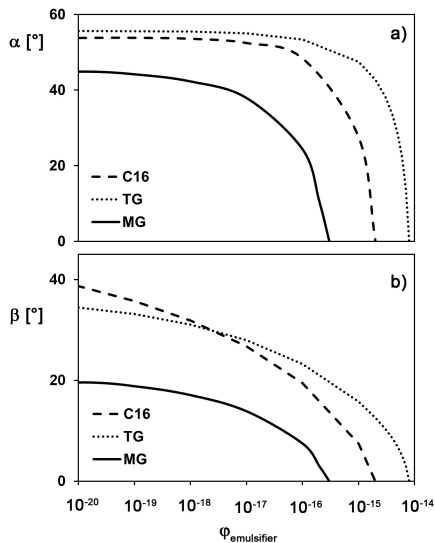 a)
α [°]
60
40
20
0
C16
TG
MG
b)
β [°]
40
20
0
C16
TG
MG
10⁻²⁰ 10⁻¹⁹ 10⁻¹⁸ 10⁻¹⁷ 10⁻¹⁶ 10⁻¹⁵ 10⁻¹⁴
φemulsifier